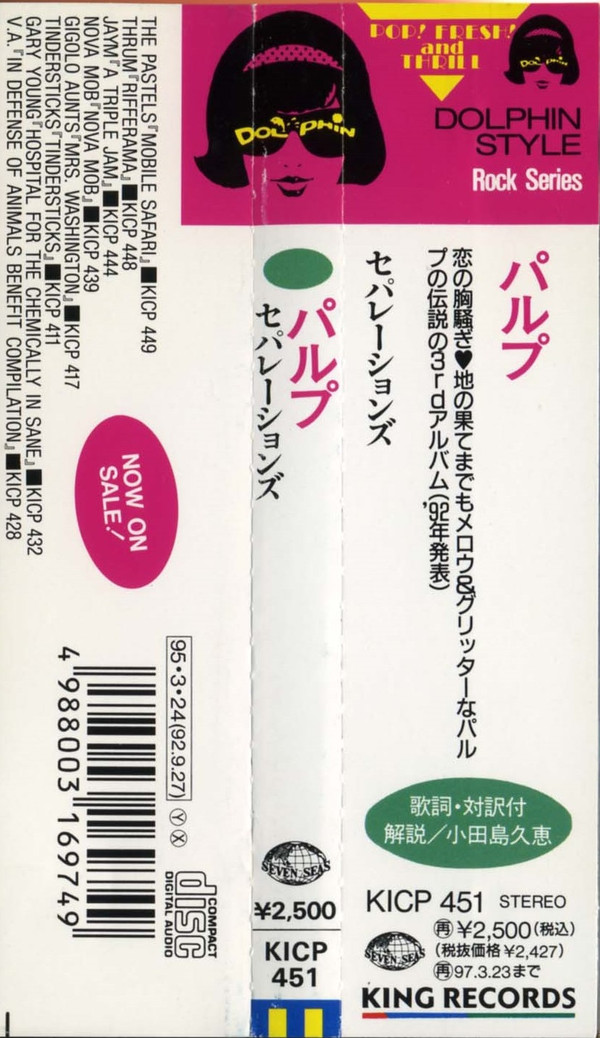 POP! FRESH!
and
THRILL
DOLPHIN
STYLE
Rock Series
DOLPHIN
パルプ
恋の胸騒ぎ♥地の果てまでもメロウ&グリッターなパル
プの伝説の3rdアルバム('92年発表)
セパレーションズ
歌詞・対訳付
解説/小田島久恵
KICP 451 STEREO
再¥2,500(税込)
(税抜価格¥2,427)
再97.3.23まで
SEVEN SEAS
KING RECORDS
パルプ
セパレーションズ
SEVEN SEAS
¥2,500
KICP
451
THE PASTELS『MOBILE SAFARI』■KICP 449
THRUM『RIFFERAMA』■KICP 448
JAYM『A TRIPLE JAM』■KICP 444
NOVA MOB『NOVA MOB』■KICP 439
GIGOLO AUNTS『MRS. WASHINGTON』■KICP 417
TINDERSTICKS『TINDERSTICKS』■KICP 411
GARY YOUNG『HOSPITAL FOR THE CHEMICALLY IN SANE』■KICP 432
V.A.『IN DEFENSE OF ANIMALS BENEFIT COMPILATION』■KICP 428
NOW ON
SALE!
95・3・24(92.9.27)
Ⓨ Ⓧ
COMPACT
disc
DIGITAL AUDIO
4 988003 169749